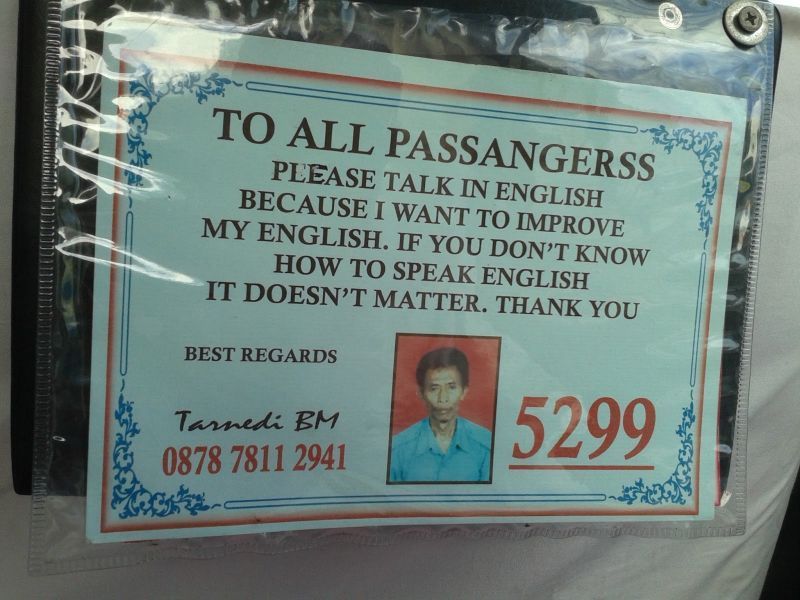 TO ALL PASSANGERSS
PLEASE TALK IN ENGLISH
BECAUSE I WANT TO IMPROVE
MY ENGLISH. IF YOU DON'T KNOW
HOW TO SPEAK ENGLISH
IT DOESN'T MATTER. THANK YOU
BEST REGARDS
Tarnedi BM
0878 7811 2941
5299